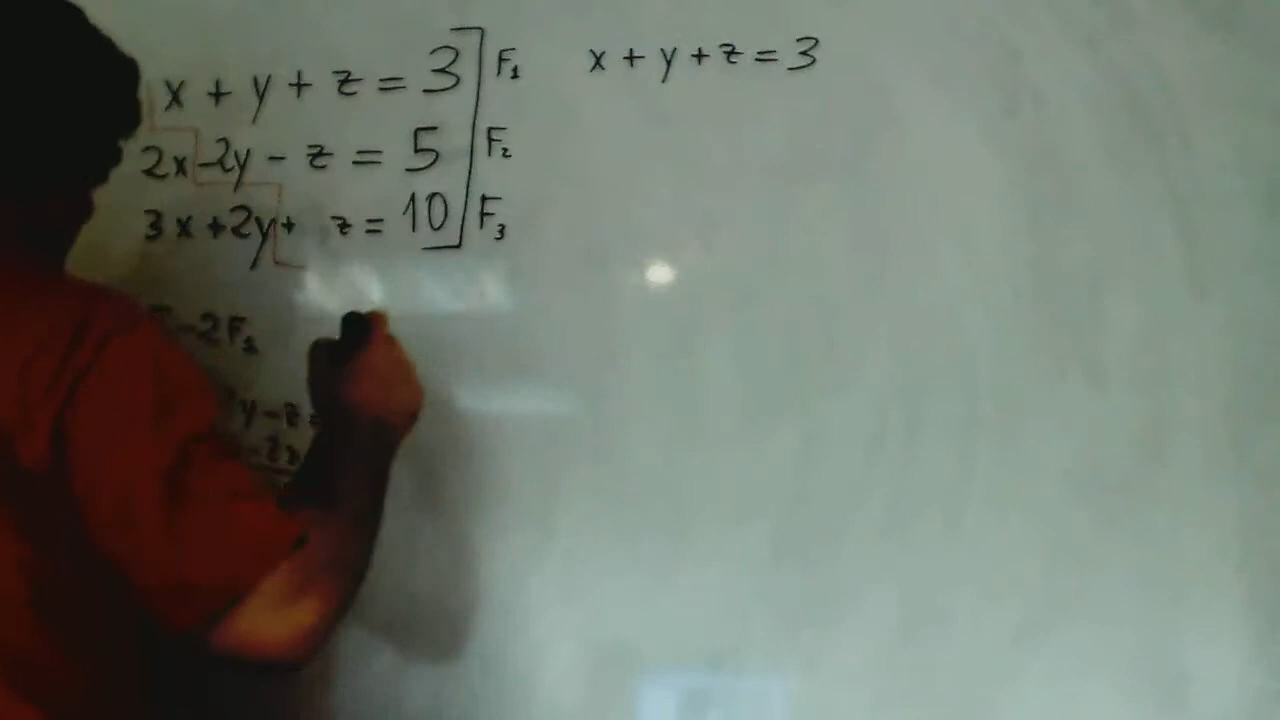 x + y + z = 3 F₁ x + y + z = 3
2x - 2y - z = 5 F₂
3x + 2y + z = 10 F₃
-2F₁
y - z =